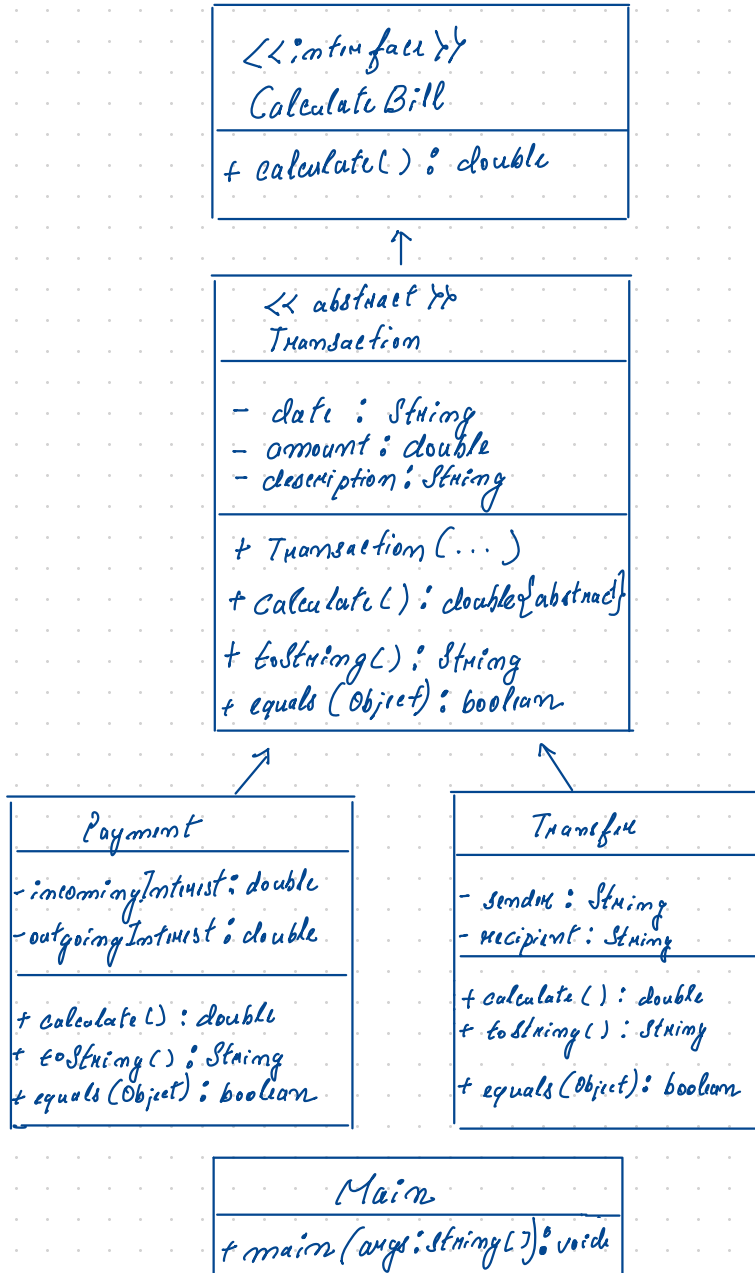 <<interface>>
CalculateBill
+ calculate() : double
<< abstract >>
Transaction
- date : String
- amount : double
- description : String
+ Transaction (...)
+ calculate() : double{abstract}
+ toString() : String
+ equals (Object) : boolean
Payment
- incomingInterest : double
- outgoingInterest : double
+ calculate() : double
+ toString() : String
+ equals (Object) : boolean
Transfer
- sender : String
- recipient : String
+ calculate() : double
+ toString() : String
+ equals (Object) : boolean
Main
+ main (args : String[]) : void